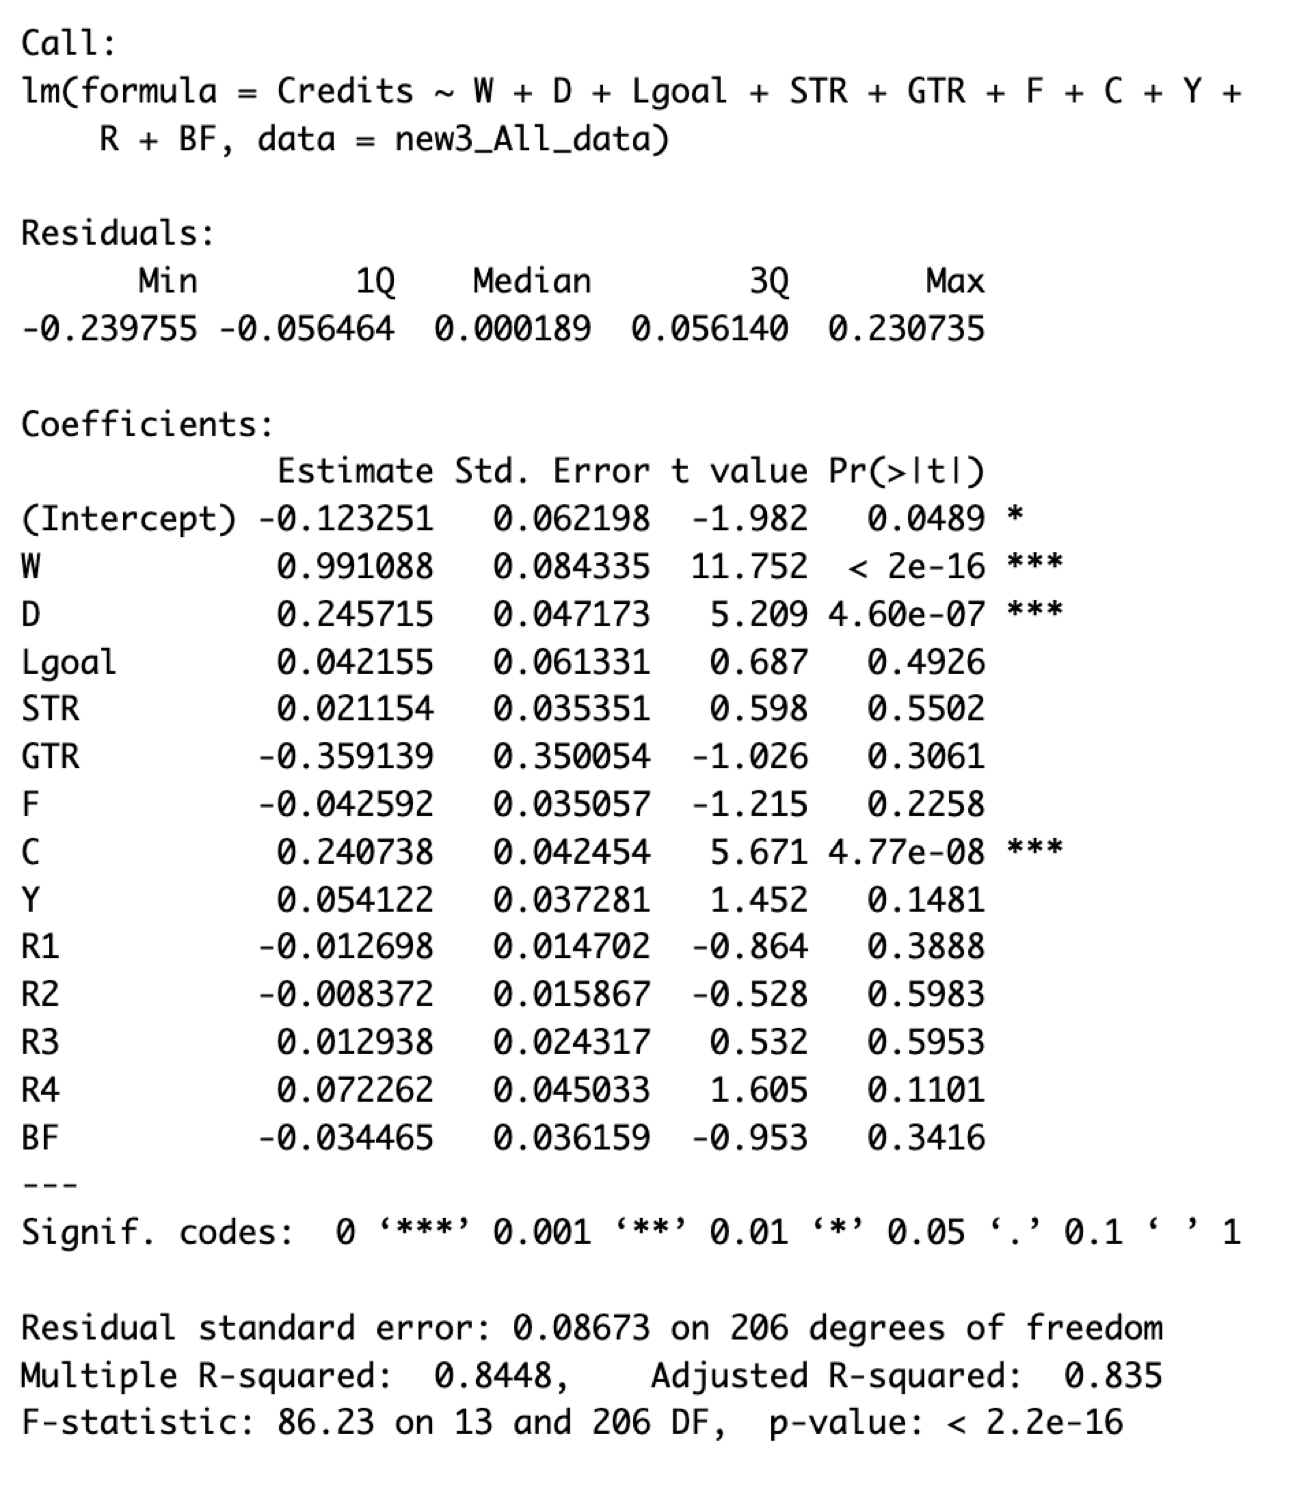 Call:
lm(formula = Credits ~ W + D + Lgoal + STR + GTR + F + C + Y +
    R + BF, data = new3_All_data)

Residuals:
      Min        1Q    Median        3Q       Max
-0.239755 -0.056464  0.000189  0.056140  0.230735

Coefficients:
             Estimate Std. Error t value Pr(>|t|)
(Intercept) -0.123251   0.062198  -1.982   0.0489 *
W            0.991088   0.084335  11.752  < 2e-16 ***
D            0.245715   0.047173   5.209 4.60e-07 ***
Lgoal        0.042155   0.061331   0.687   0.4926
STR          0.021154   0.035351   0.598   0.5502
GTR         -0.359139   0.350054  -1.026   0.3061
F           -0.042592   0.035057  -1.215   0.2258
C            0.240738   0.042454   5.671 4.77e-08 ***
Y            0.054122   0.037281   1.452   0.1481
R1          -0.012698   0.014702  -0.864   0.3888
R2          -0.008372   0.015867  -0.528   0.5983
R3           0.012938   0.024317   0.532   0.5953
R4           0.072262   0.045033   1.605   0.1101
BF          -0.034465   0.036159  -0.953   0.3416
---
Signif. codes:  0 ‘***’ 0.001 ‘**’ 0.01 ‘*’ 0.05 ‘.’ 0.1 ‘ ’ 1

Residual standard error: 0.08673 on 206 degrees of freedom
Multiple R-squared:  0.8448,    Adjusted R-squared:  0.835
F-statistic: 86.23 on 13 and 206 DF,  p-value: < 2.2e-16